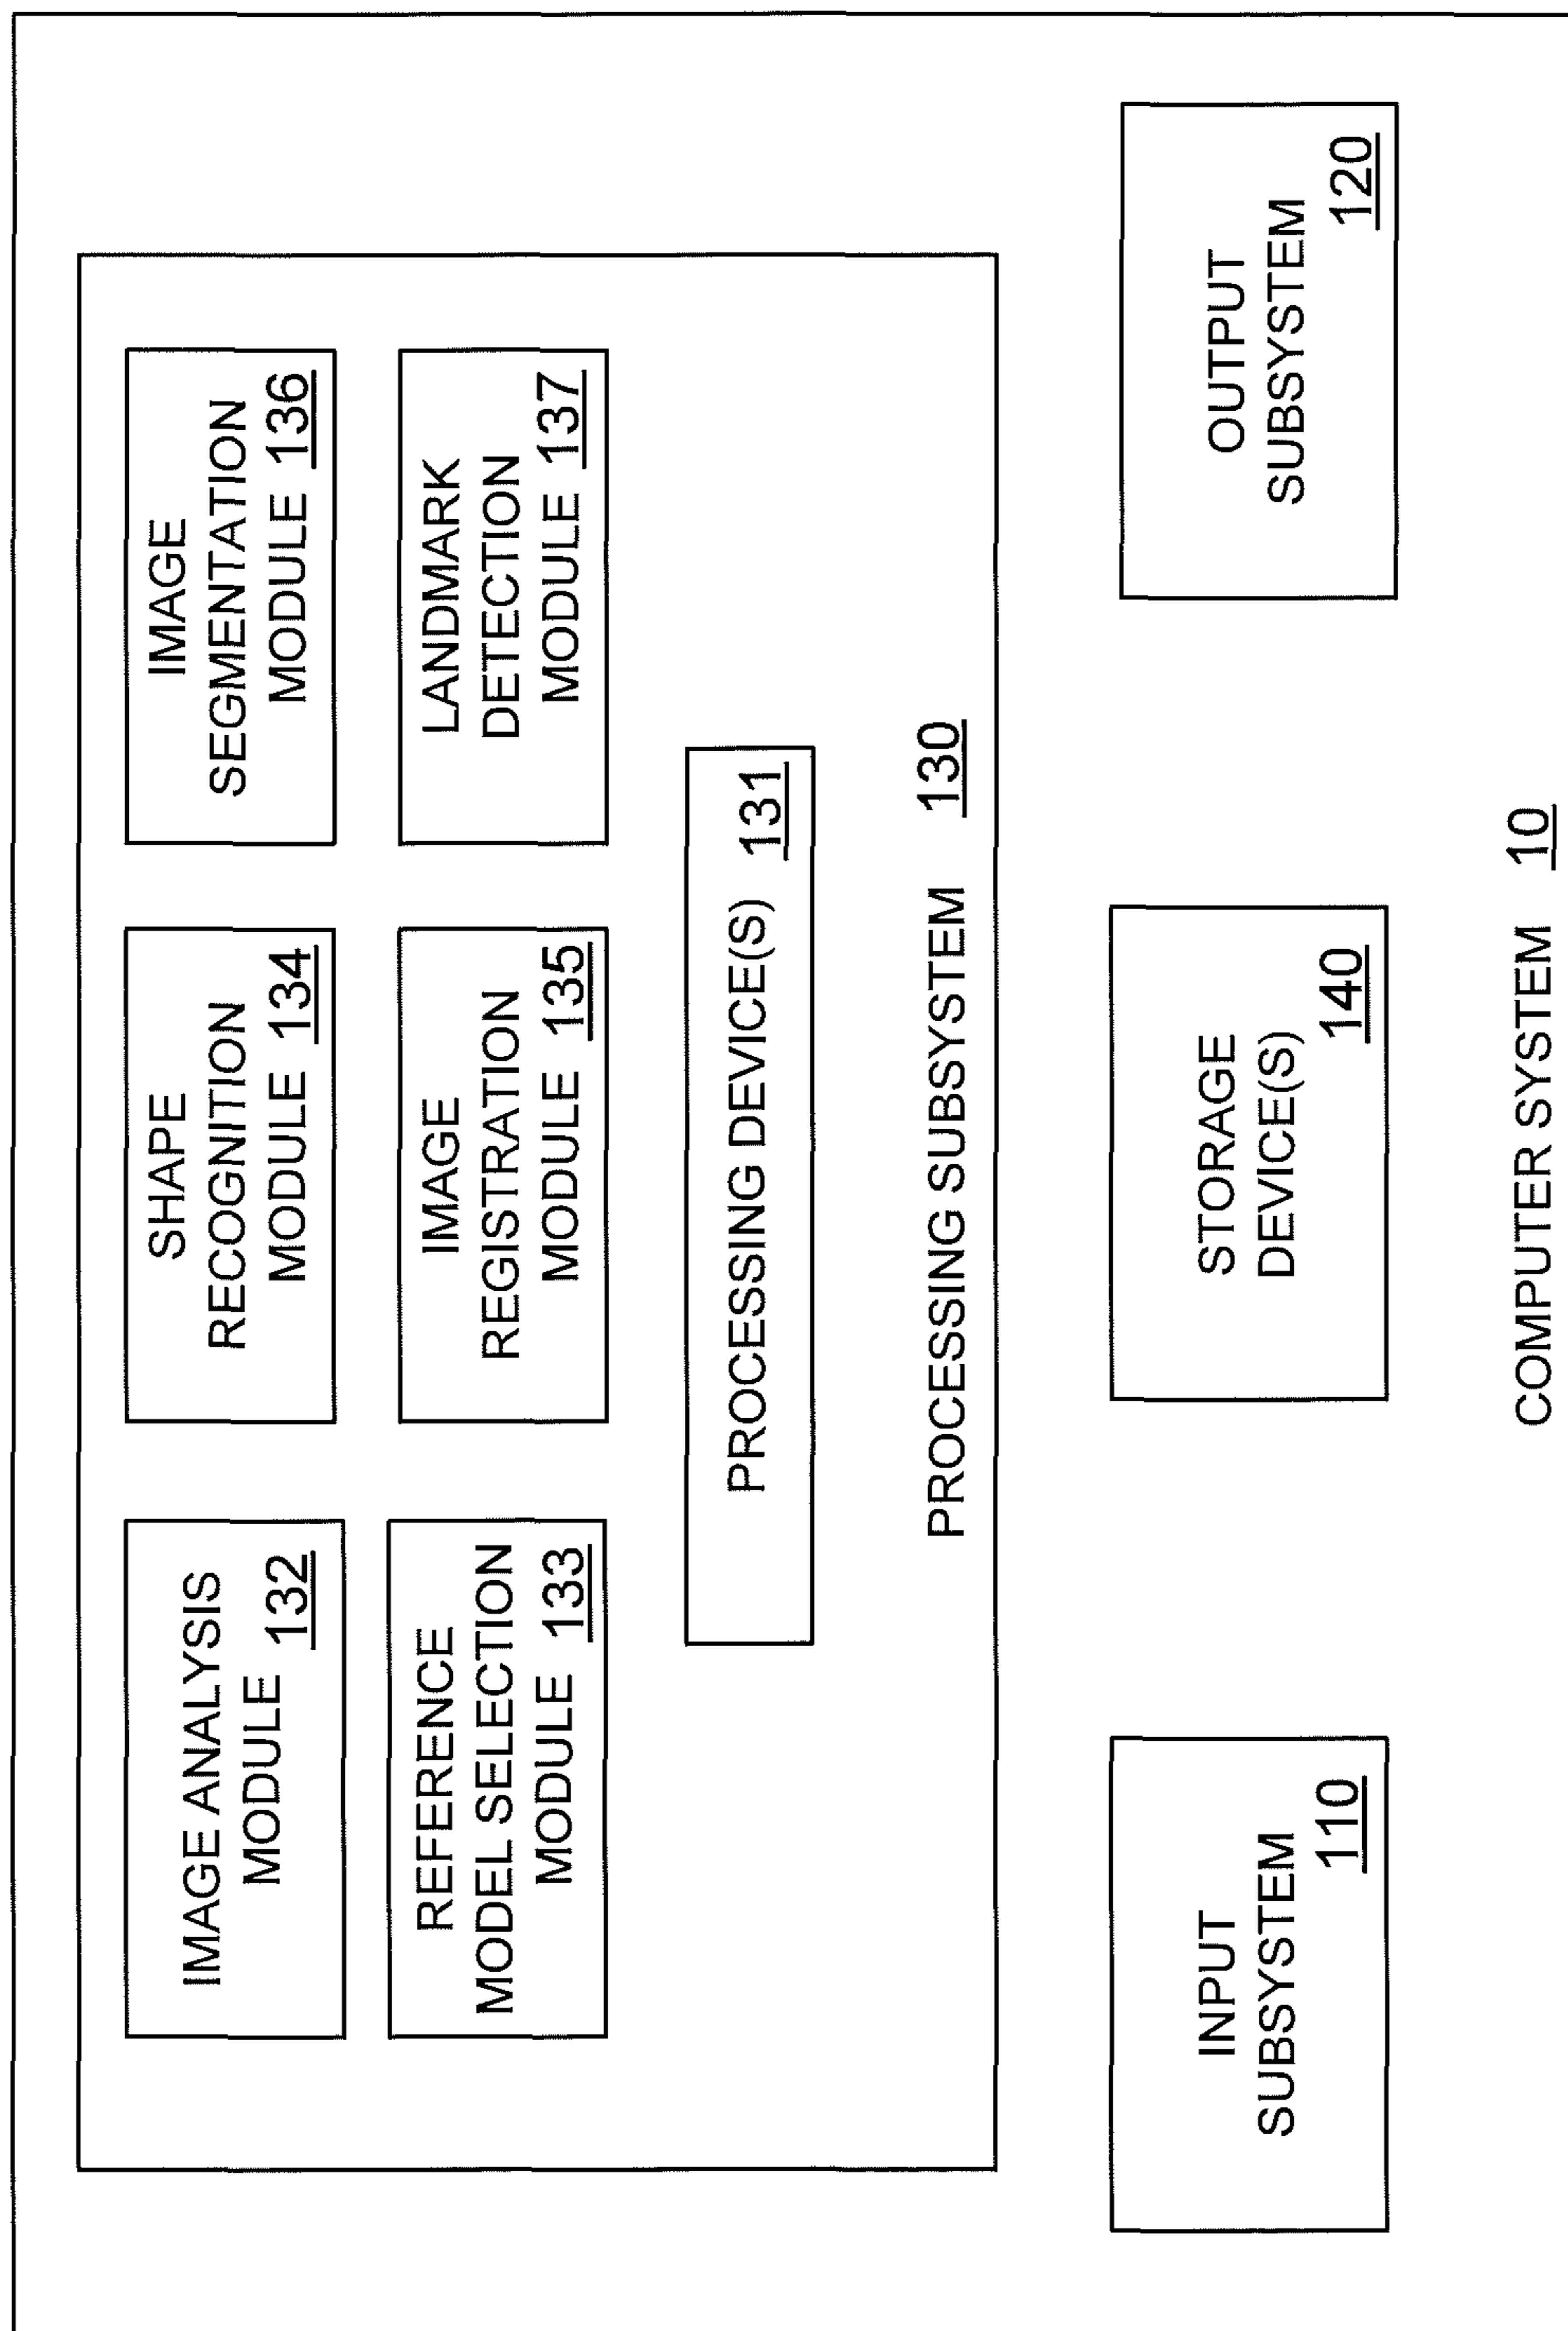 IMAGE ANALYSIS
MODULE 132
SHAPE
RECOGNITION
MODULE 134
IMAGE
SEGMENTATION
MODULE 136
REFERENCE
MODEL SELECTION
MODULE 133
IMAGE
REGISTRATION
MODULE 135
LANDMARK
DETECTION
MODULE 137
PROCESSING DEVICE(S) 131
PROCESSING SUBSYSTEM 130
INPUT
SUBSYSTEM
110
STORAGE
DEVICE(S)
140
OUTPUT
SUBSYSTEM
120
COMPUTER SYSTEM 10